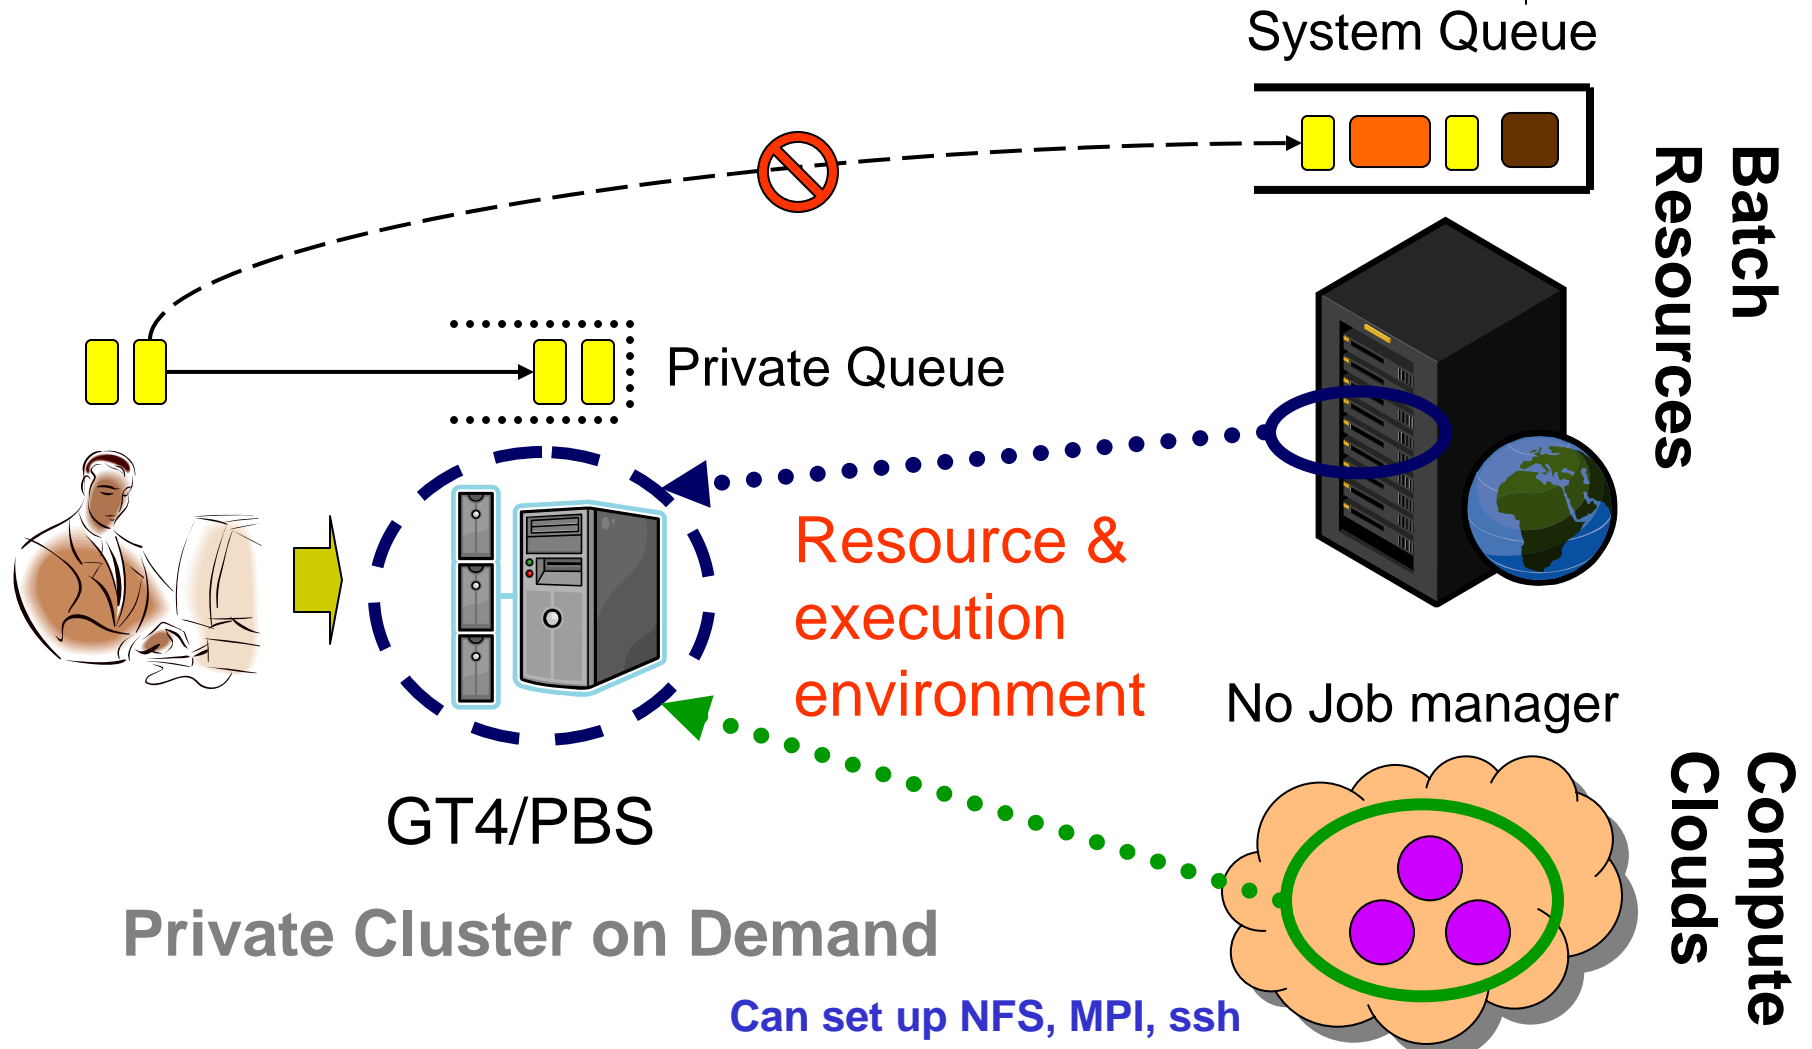 System Queue
Batch
Resources
Private Queue
Resource &
execution
environment
No Job manager
GT4/PBS
Compute
Clouds
Private Cluster on Demand
Can set up NFS, MPI, ssh